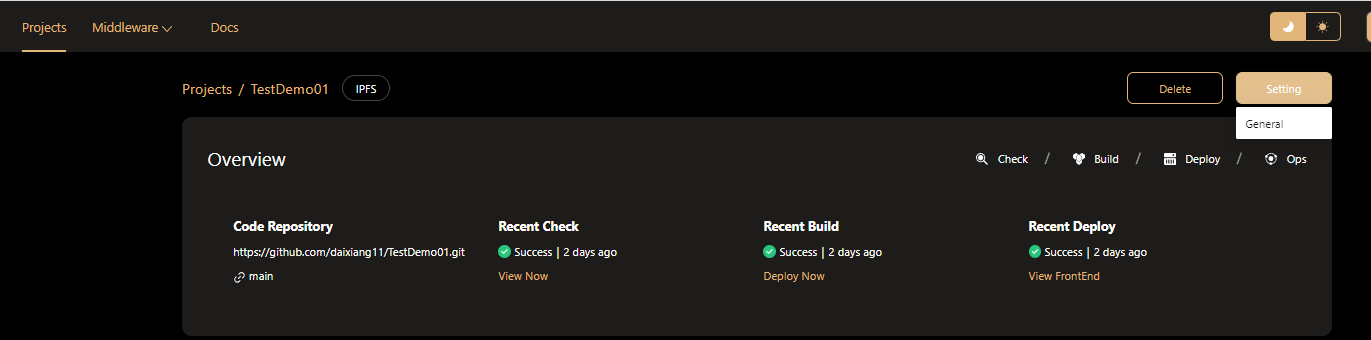 Projects Middleware Docs
Projects / TestDemo01 IPFS Delete Setting
General
Overview Check / Build / Deploy / Ops
Code Repository Recent Check Recent Build Recent Deploy
https://github.com/daixiang11/TestDemo01.git Success | 2 days ago Success | 2 days ago Success | 2 days ago
main View Now Deploy Now View FrontEnd